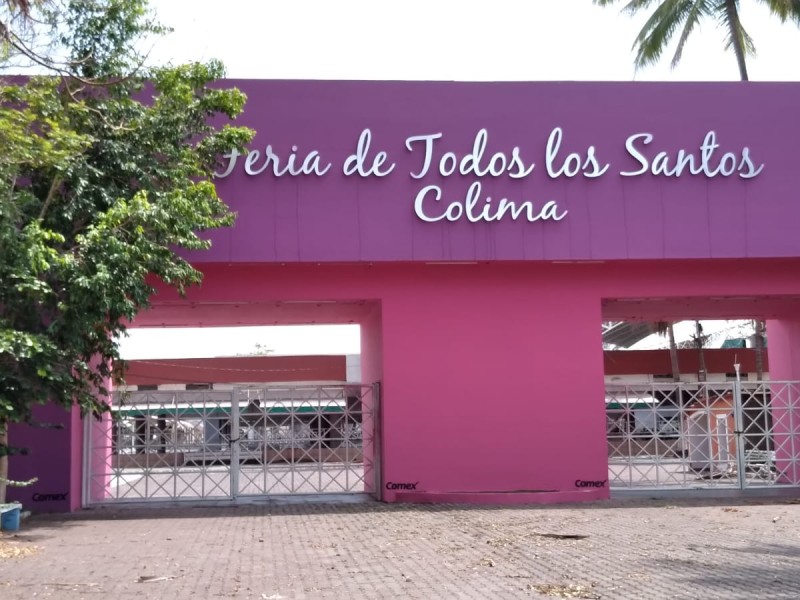 Feria de Todos los Santos
Colima
Comex
Comex
Comex